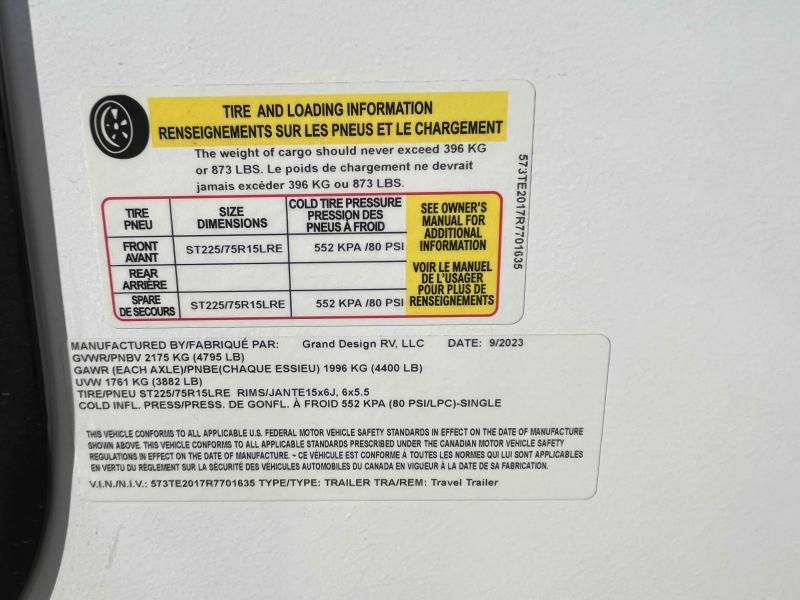 TIRE AND LOADING INFORMATION
RENSEIGNEMENTS SUR LES PNEUS ET LE CHARGEMENT
The weight of cargo should never exceed 396 KG
or 873 LBS. Le poids de chargement ne devrait
jamais excéder 396 KG ou 873 LBS.
TIRE
PNEU
SIZE
DIMENSIONS
COLD TIRE PRESSURE
PRESSION DES
PNEUS À FROID
FRONT
AVANT
ST225/75R15LRE
552 KPA /80 PSI
REAR
ARRIÈRE
SPARE
DE SECOURS
ST225/75R15LRE
552 KPA /80 PSI
SEE OWNER'S
MANUAL FOR
ADDITIONAL
INFORMATION
VOIR LE MANUEL
DE L'USAGER
POUR PLUS DE
RENSEIGNEMENTS
573TE2017R7701635
MANUFACTURED BY/FABRIQUÉ PAR: Grand Design RV, LLC DATE: 9/2023
GVWR/PNBV 2175 KG (4795 LB)
GAWR (EACH AXLE)/PNBE(CHAQUE ESSIEU) 1996 KG (4400 LB)
UVW 1761 KG (3882 LB)
TIRE/PNEU ST225/75R15LRE RIMS/JANTE15x6J, 6x5.5
COLD INFL. PRESS/PRESS. DE GONFL. À FROID 552 KPA (80 PSI/LPC)-SINGLE
THIS VEHICLE CONFORMS TO ALL APPLICABLE U.S. FEDERAL MOTOR VEHICLE SAFETY STANDARDS IN EFFECT ON THE DATE OF MANUFACTURE
SHOWN ABOVE. THIS VEHICLE CONFORMS TO ALL APPLICABLE STANDARDS PRESCRIBED UNDER THE CANADIAN MOTOR VEHICLE SAFETY
REGULATIONS IN EFFECT ON THE DATE OF MANUFACTURE. ~ CE VÉHICULE EST CONFORME À TOUTES LES NORMES QUI LUI SONT APPLICABLES
EN VERTU DU RÈGLEMENT SUR LA SÉCURITÉ DES VÉHICULES AUTOMOBILES DU CANADA EN VIGUEUR À LA DATE DE SA FABRICATION.
V.I.N./N.I.V.: 573TE2017R7701635 TYPE/TYPE: TRAILER TRA/REM: Travel Trailer